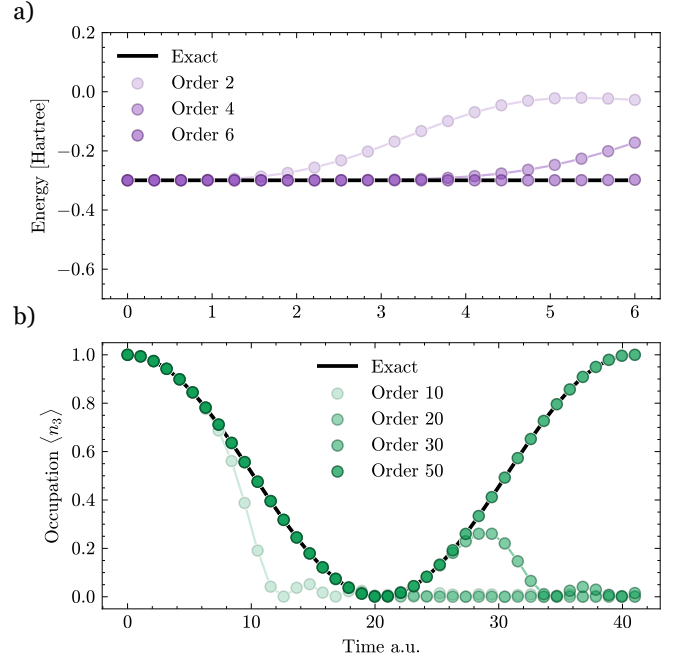 a)
0.2
0.0
−0.2
−0.4
−0.6
Energy [Hartree]
Exact
Order 2
Order 4
Order 6
0 1 2 3 4 5 6
b)
1.0
0.8
0.6
0.4
0.2
0.0
Occupation ⟨n₃⟩
Exact
Order 10
Order 20
Order 30
Order 50
0 10 20 30 40
Time a.u.